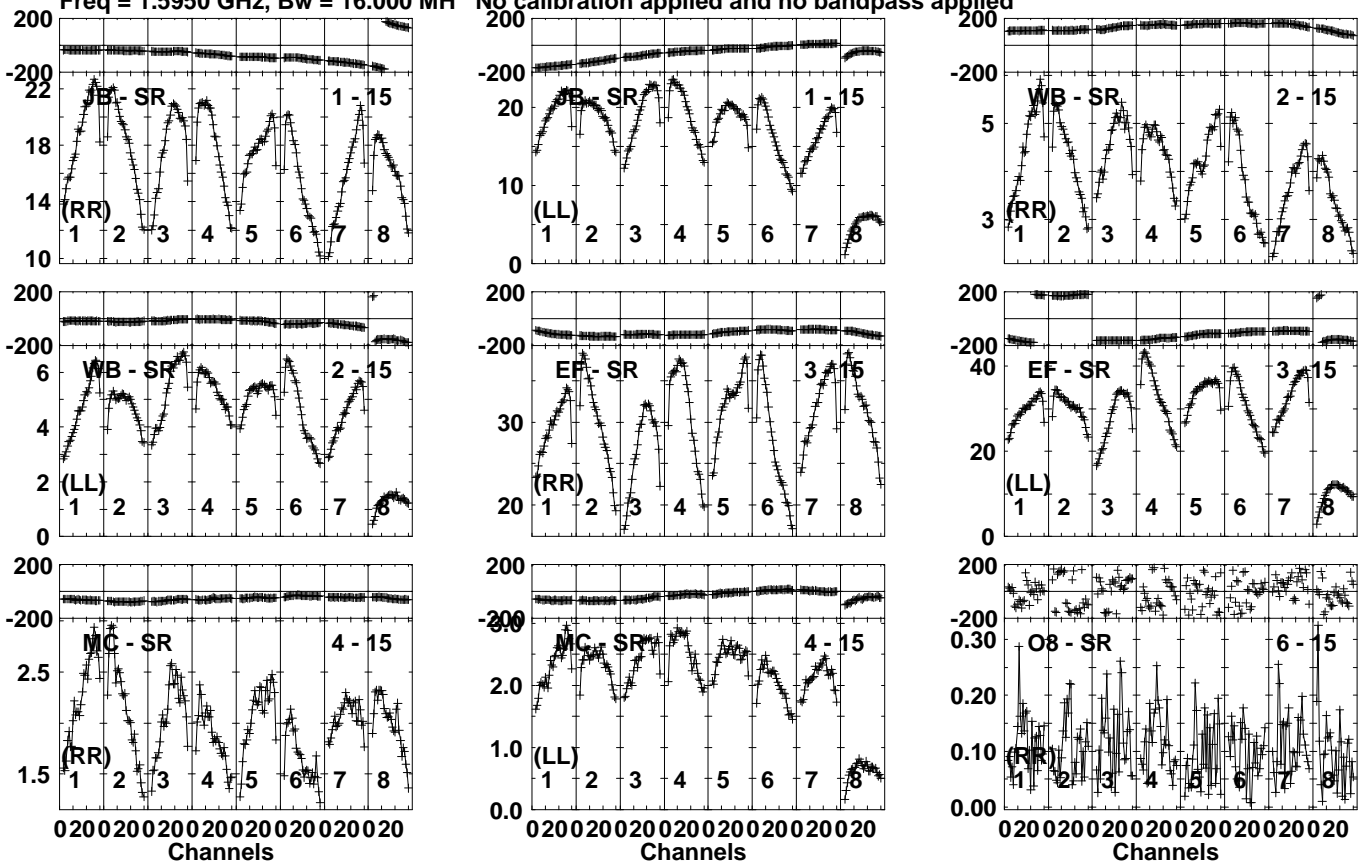 Freq = 1.5950 GHz, Bw = 16.000 MH   No calibration applied and no bandpass applied
200
-200
22
18
14
10
JB - SR
1 - 15
(RR)
1 2 3 4 5 6 7 8
200
-200
20
10
0
JB - SR
1 - 15
(LL)
1 2 3 4 5 6 7 8
200
-200
5
3
WB - SR
2 - 15
(RR)
1 2 3 4 5 6 7 8
200
-200
6
4
2
0
WB - SR
2 - 15
(LL)
1 2 3 4 5 6 7 8
200
-200
30
20
EF - SR
3 - 15
(RR)
1 2 3 4 5 6 7 8
200
-200
40
20
0
EF - SR
3 - 15
(LL)
1 2 3 4 5 6 7 8
200
-200
2.5
1.5
MC - SR
4 - 15
(RR)
1 2 3 4 5 6 7 8
0 20 0 20 0 20 0 20 0 20 0 20 0 20 0 20
Channels
200
-200
3.0
2.0
1.0
0.0
MC - SR
4 - 15
(LL)
1 2 3 4 5 6 7 8
0 20 0 20 0 20 0 20 0 20 0 20 0 20 0 20
Channels
200
-200
0.30
0.20
0.10
0.00
O8 - SR
6 - 15
(RR)
1 2 3 4 5 6 7 8
0 20 0 20 0 20 0 20 0 20 0 20 0 20 0 20
Channels